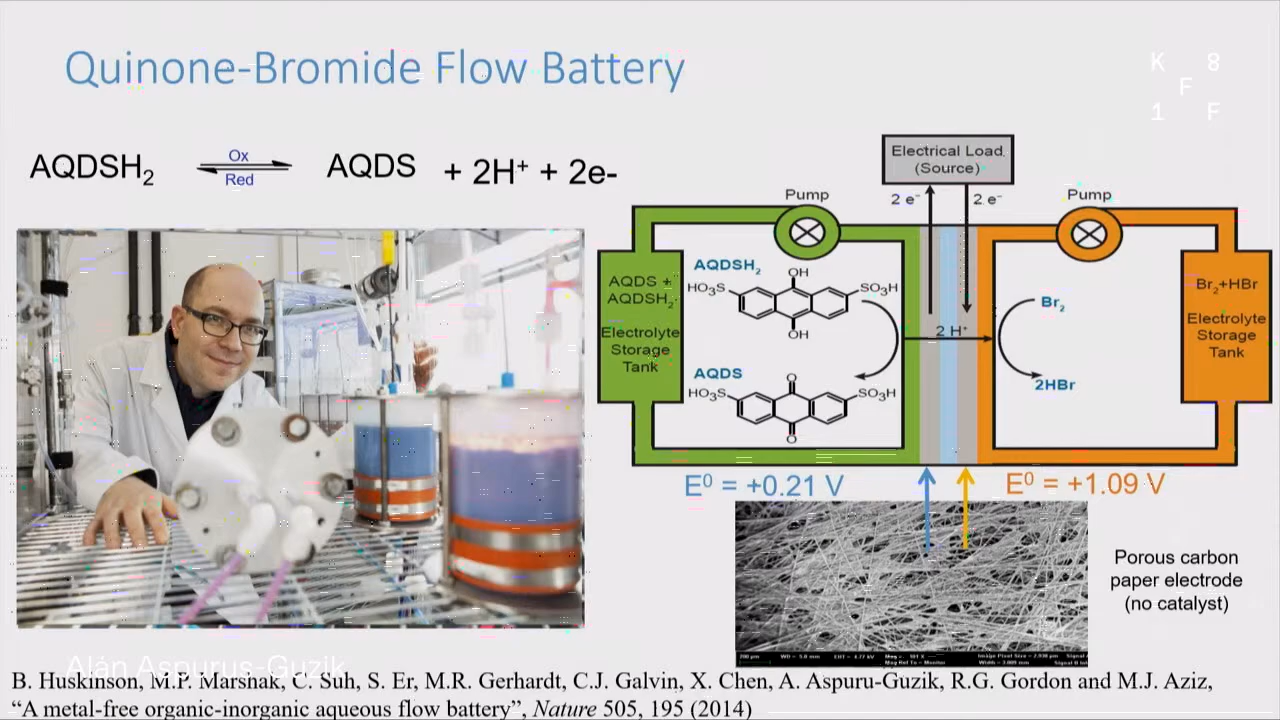 Quinone-Bromide Flow Battery
K 8
F
1 F
AQDSH2 Ox Red AQDS + 2H+ + 2e-
Electrical Load.
(Source)
2 e-
2 e-
Pump
Pump
AQDS +
AQDSH2
Electrolyte
Storage
Tank
AQDSH2
OH
HO3S
SO3H
OH
AQDS
O
HO3S
SO3H
O
2 H+
Br2
2HBr
Br2+HBr
Electrolyte
Storage
Tank
E0 = +0.21 V
E0 = +1.09 V
Porous carbon
paper electrode
(no catalyst)
Alán Aspurus-Guzik
B. Huskinson, M.P. Marshak, C. Suh, S. Er, M.R. Gerhardt, C.J. Galvin, X. Chen, A. Aspuru-Guzik, R.G. Gordon and M.J. Aziz,
“A metal-free organic-inorganic aqueous flow battery”, Nature 505, 195 (2014)